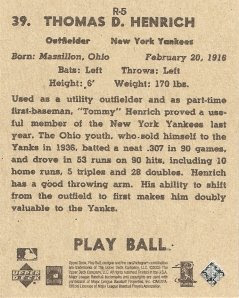 R-5
39. THOMAS D. HENRICH
Outfielder New York Yankees
Born: Massillon, Ohio February 20, 1916
Bats: Left Throws: Left
Height: 6' Weight: 170 lbs.
Used as a utility outfielder and as part-time
first-baseman, "Tommy" Henrich proved a use-
ful member of the New York Yankees last
year. The Ohio youth, who sold himself to the
Yanks in 1936, batted a neat .307 in 90 games,
and drove in 53 runs on 90 hits, including 10
home runs, 5 triples and 28 doubles. Henrich
has a good throwing arm. His ability to shift
from the outfield to first makes him doubly
valuable to the Yanks.
PLAY BALL
UPPER DECK